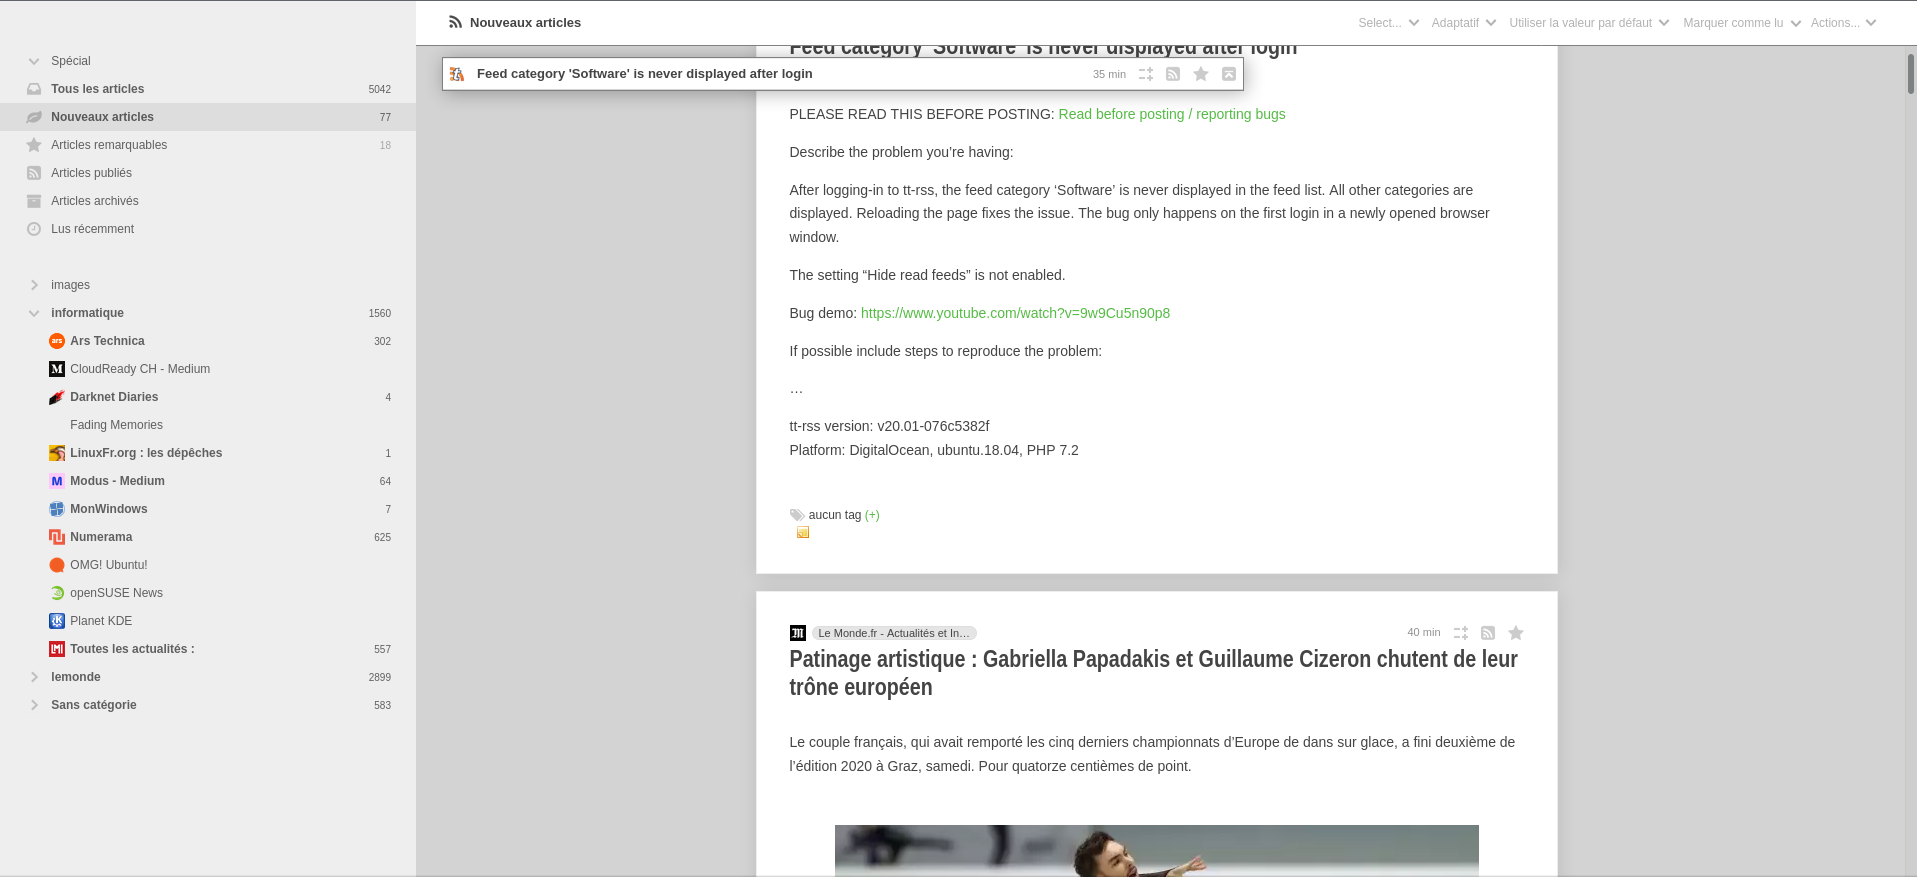 Spécial
Tous les articles 5042
Nouveaux articles 77
Articles remarquables 18
Articles publiés
Articles archivés
Lus récemment
images
informatique 1560
ars Ars Technica 302
M CloudReady CH - Medium
Darknet Diaries 4
Fading Memories
LinuxFr.org : les dépêches 1
M Modus - Medium 64
MonWindows 7
Numerama 625
OMG! Ubuntu!
openSUSE News
Planet KDE
LMI Toutes les actualités : 557
lemonde 2899
Sans catégorie 583
Nouveaux articles Select... Adaptatif Utiliser la valeur par défaut Marquer comme lu Actions...
Feed category 'Software' is never displayed after login
Feed category 'Software' is never displayed after login 35 min
PLEASE READ THIS BEFORE POSTING: Read before posting / reporting bugs
Describe the problem you’re having:
After logging-in to tt-rss, the feed category ‘Software’ is never displayed in the feed list. All other categories are
displayed. Reloading the page fixes the issue. The bug only happens on the first login in a newly opened browser
window.
The setting “Hide read feeds” is not enabled.
Bug demo: https://www.youtube.com/watch?v=9w9Cu5n90p8
If possible include steps to reproduce the problem:
…
tt-rss version: v20.01-076c5382f
Platform: DigitalOcean, ubuntu.18.04, PHP 7.2
aucun tag (+)
M Le Monde.fr - Actualités et In… 40 min
Patinage artistique : Gabriella Papadakis et Guillaume Cizeron chutent de leur
trône européen
Le couple français, qui avait remporté les cinq derniers championnats d’Europe de dans sur glace, a fini deuxième de
l’édition 2020 à Graz, samedi. Pour quatorze centièmes de point.